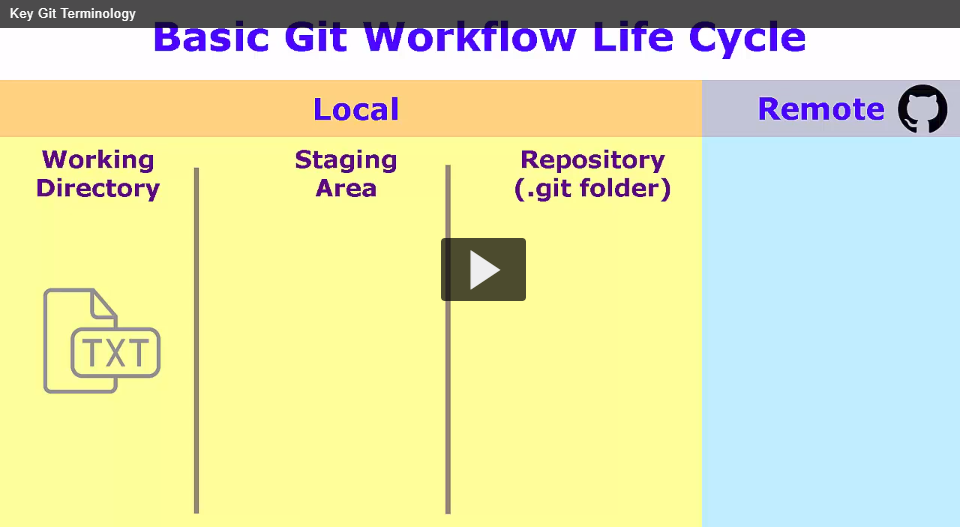 Key Git Terminology
Basic Git Workflow Life Cycle
Local
Remote
Working
Directory
Staging
Area
Repository
(.git folder)
TXT